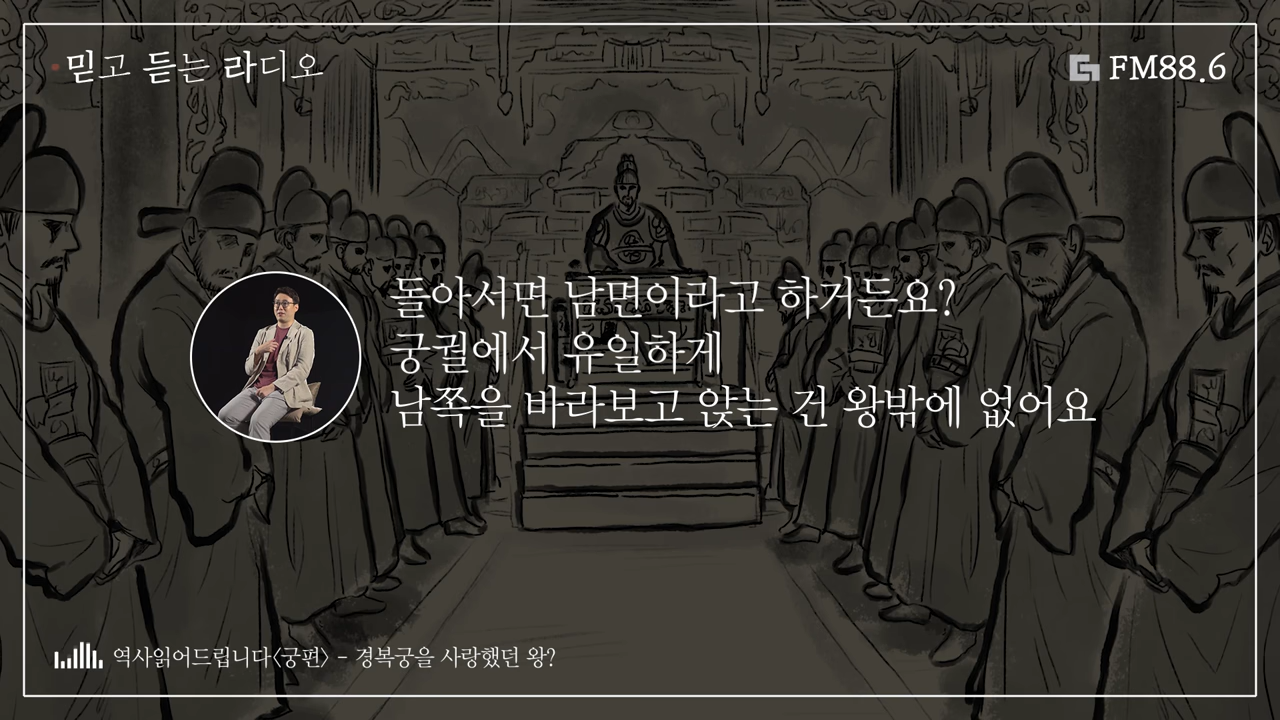 믿고 듣는 라디오
FM88.6
돌아서면 남면이라고 하거든요?
궁궐에서 유일하게
남쪽을 바라보고 앉는 건 왕밖에 없어요
역사읽어드립니다<궁편> - 경복궁을 사랑했던 왕?